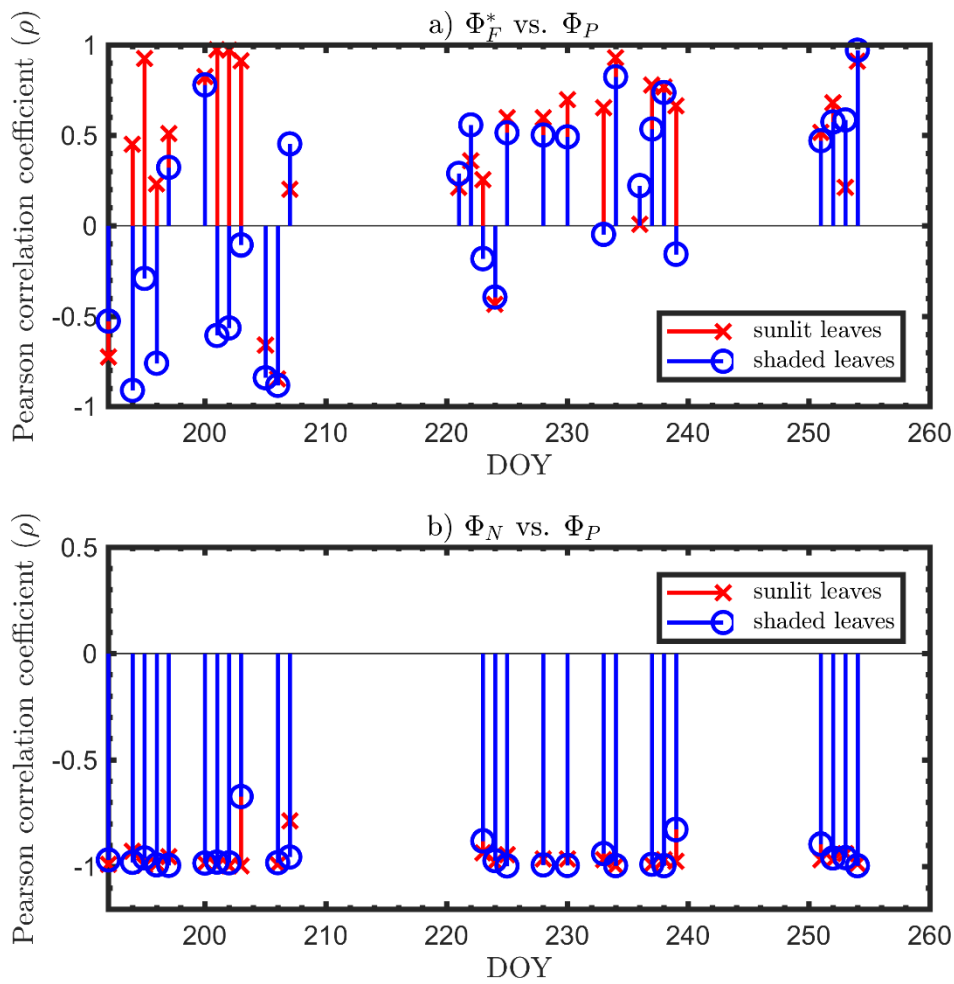 a) Φ*F vs. ΦP
Pearson correlation coefficient (ρ)
1
0.5
0
-0.5
-1
sunlit leaves
shaded leaves
200 210 220 230 240 250 260
DOY
b) ΦN vs. ΦP
Pearson correlation coefficient (ρ)
0.5
0
-0.5
-1
sunlit leaves
shaded leaves
200 210 220 230 240 250 260
DOY